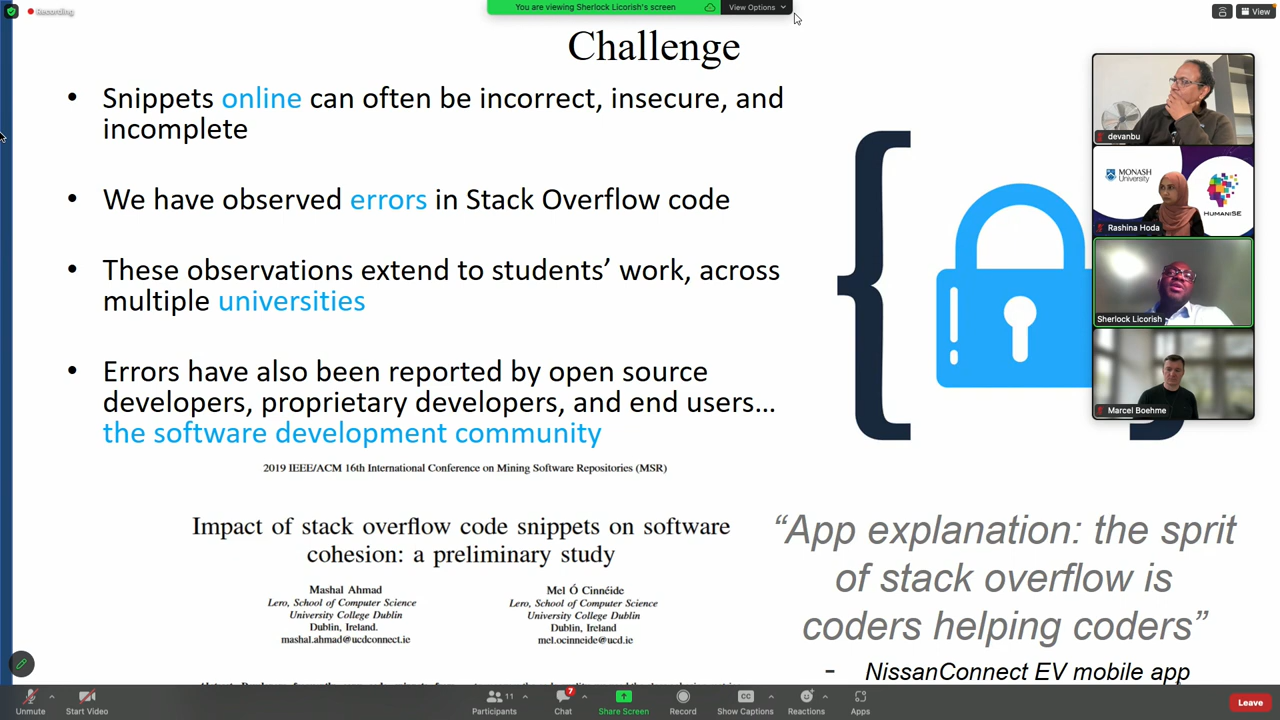 Recording
You are viewing Sherlock Licorish's screen
View Options
View
Challenge
• Snippets online can often be incorrect, insecure, and
incomplete
• We have observed errors in Stack Overflow code
• These observations extend to students’ work, across
multiple universities
• Errors have also been reported by open source
developers, proprietary developers, and end users…
the software development community
2019 IEEE/ACM 16th International Conference on Mining Software Repositories (MSR)
Impact of stack overflow code snippets on software
cohesion: a preliminary study
Mashal Ahmad
Lero, School of Computer Science
University College Dublin
Dublin, Ireland.
mashal.ahmad@ucdconnect.ie
Mel Ó Cinnéide
Lero, School of Computer Science
University College Dublin
Dublin, Ireland
mel.ocinneide@ucd.ie
“App explanation: the sprit
of stack overflow is
coders helping coders”
- NissanConnect EV mobile app
devanbu
MONASH
University
HUMANISE
Rashina Hoda
Sherlock Licorish
Marcel Boehme
Unmute
Start Video
Participants
11
Chat
7
Share Screen
Record
CC
Show Captions
Reactions
Apps
Leave